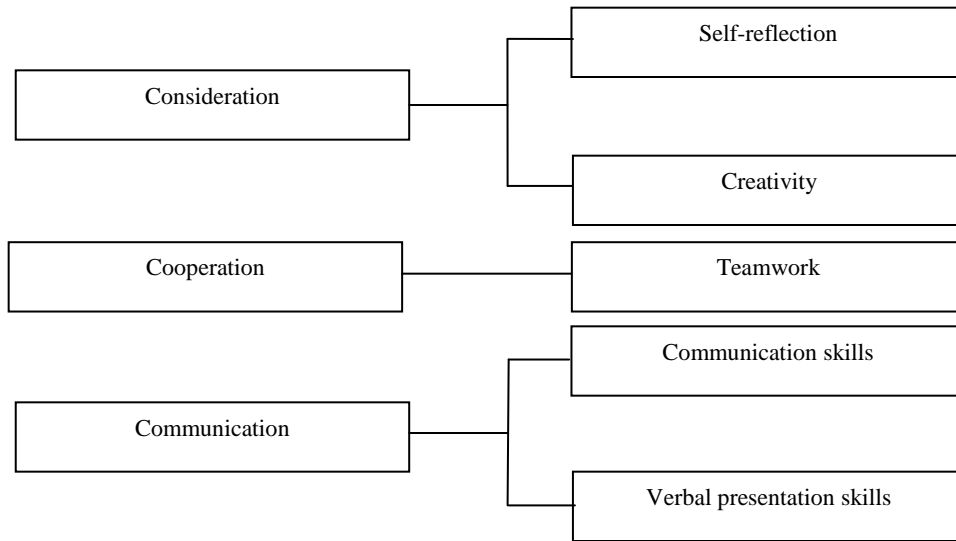 Self-reflection
Consideration
Creativity
Cooperation
Teamwork
Communication skills
Communication
Verbal presentation skills